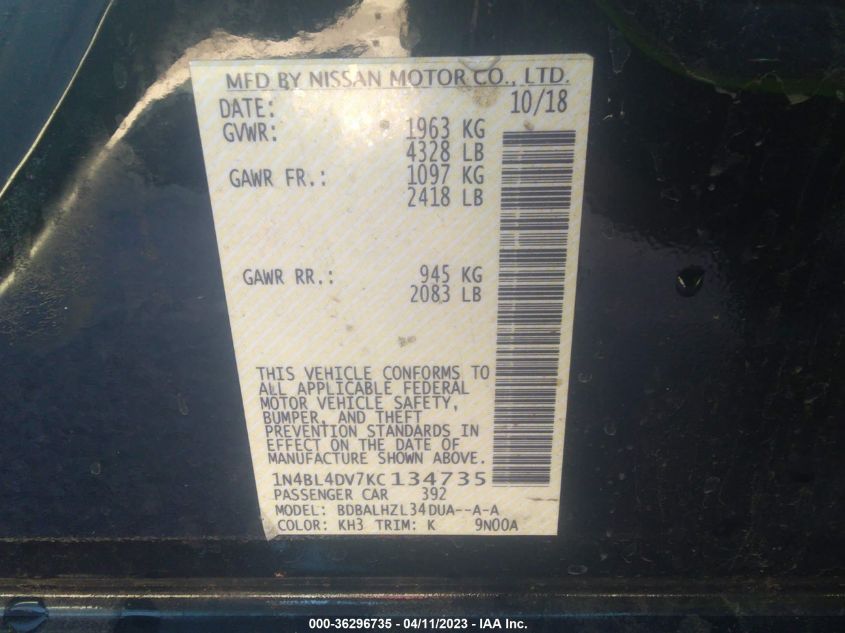 MFD BY NISSAN MOTOR CO., LTD.
DATE: 10/18
GVWR: 1963 KG
4328 LB
GAWR FR.: 1097 KG
2418 LB
GAWR RR.: 945 KG
2083 LB
THIS VEHICLE CONFORMS TO
ALL APPLICABLE FEDERAL
MOTOR VEHICLE SAFETY,
BUMPER, AND THEFT
PREVENTION STANDARDS IN
EFFECT ON THE DATE OF
MANUFACTURE SHOWN ABOVE.
1N4BL4DV7KC134735
PASSENGER CAR 392
MODEL: BDBALHZL34DUA--A-A
COLOR: KH3 TRIM: K 9N00A
000-36296735 - 04/11/2023 - IAA Inc.